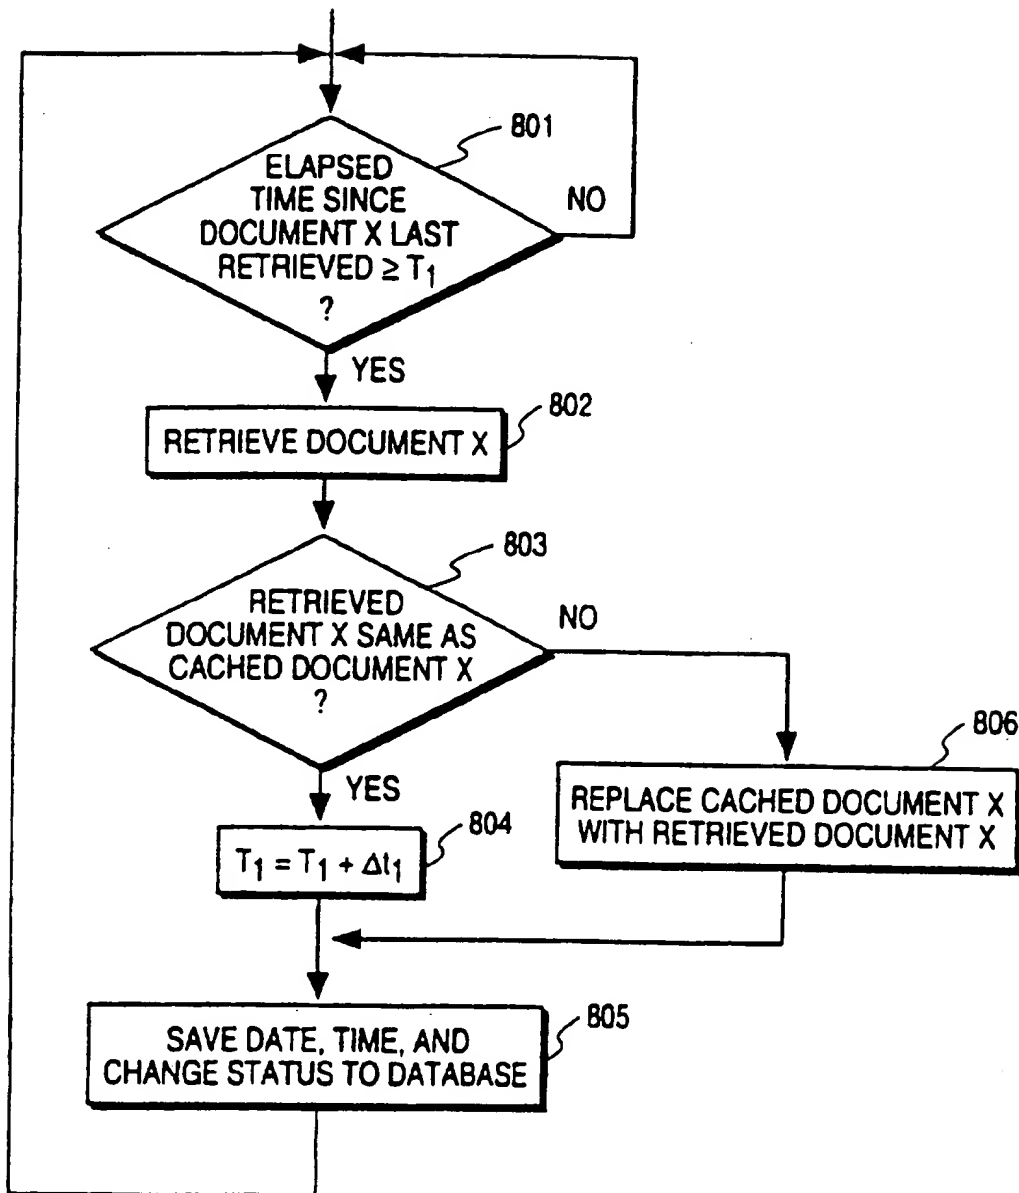 801
ELAPSED
TIME SINCE
DOCUMENT X LAST
RETRIEVED ≥ T1
?
NO
YES
802
RETRIEVE DOCUMENT X
803
RETRIEVED
DOCUMENT X SAME AS
CACHED DOCUMENT X
?
NO
YES
806
REPLACE CACHED DOCUMENT X
WITH RETRIEVED DOCUMENT X
804
T1 = T1 + Δt1
805
SAVE DATE, TIME, AND
CHANGE STATUS TO DATABASE